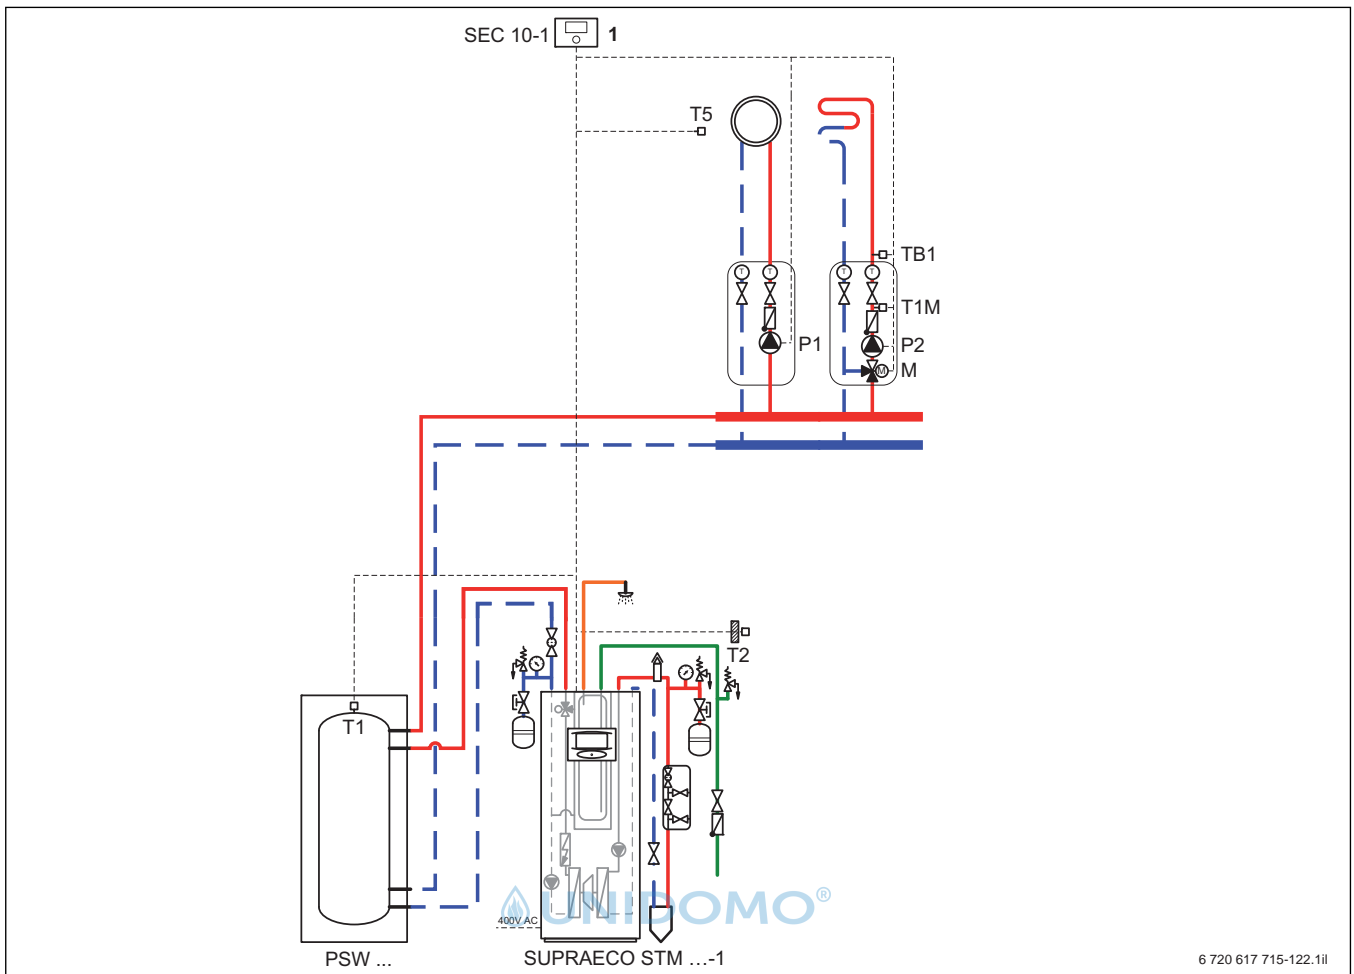 SEC 10-1 1
T5
TB1
T1M
P1
P2
M
T
T
T
T
M
T2
T1
400V AC
UNIDOMO®
PSW ...
SUPRAECO STM ...-1
6 720 617 715-122.1il